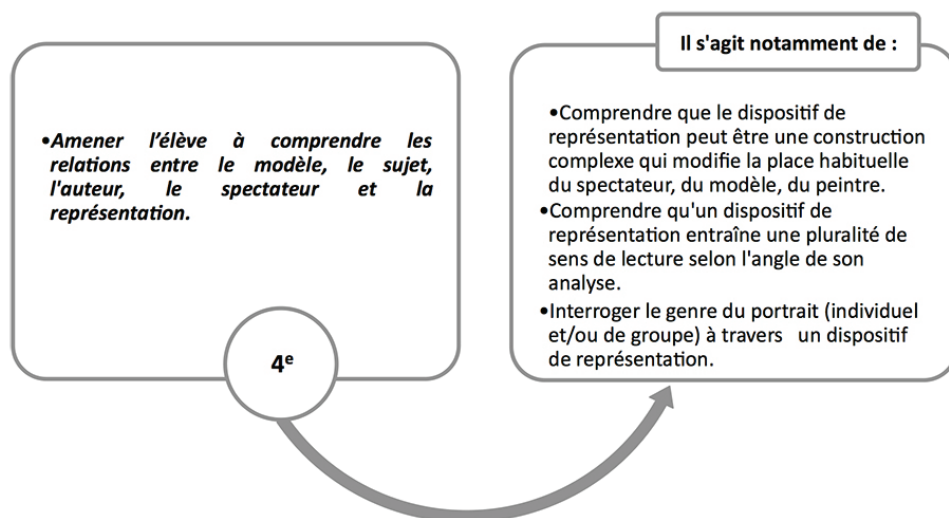 •Amener l'élève à comprendre les
relations entre le modèle, le sujet,
l'auteur, le spectateur et la
représentation.
4e
Il s'agit notamment de :
•Comprendre que le dispositif de
représentation peut être une construction
complexe qui modifie la place habituelle
du spectateur, du modèle, du peintre.
•Comprendre qu'un dispositif de
représentation entraîne une pluralité de
sens de lecture selon l'angle de son
analyse.
•Interroger le genre du portrait (individuel
et/ou de groupe) à travers un dispositif
de représentation.